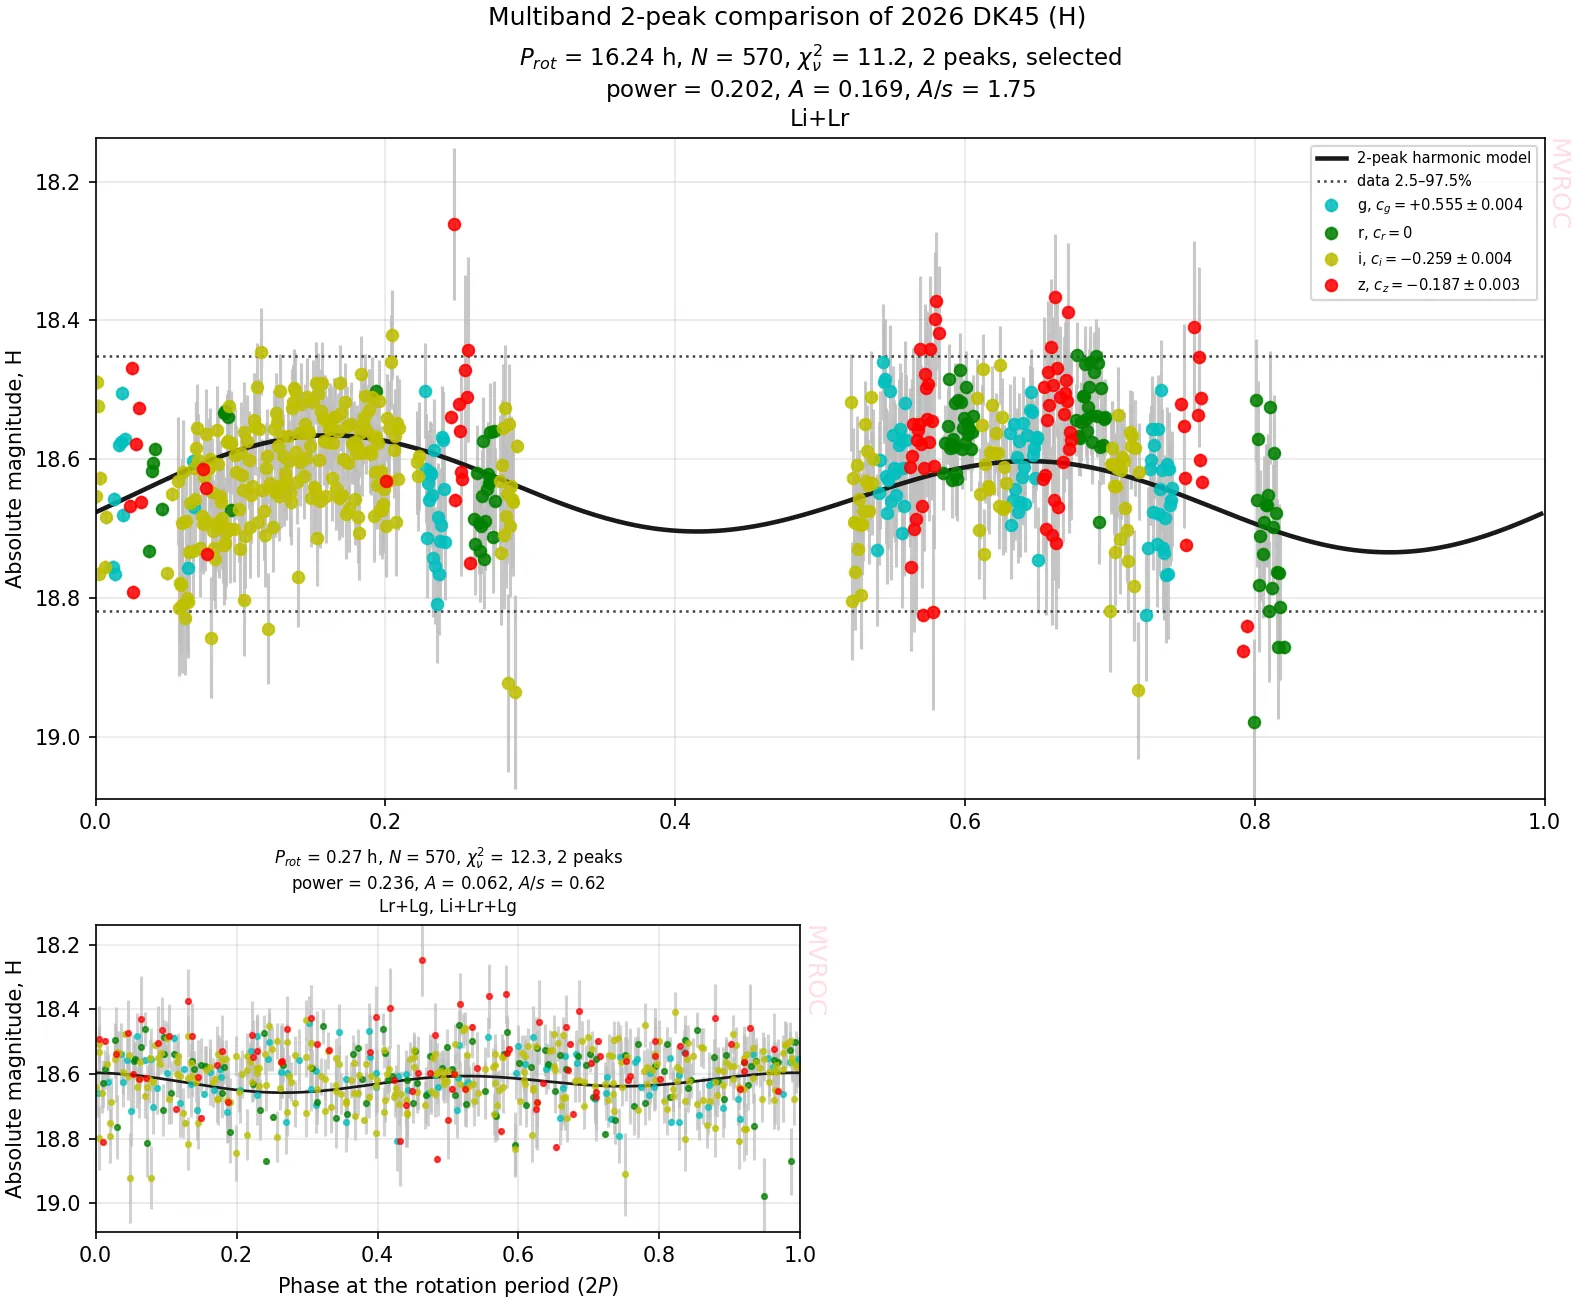 Multiband 2-peak comparison of 2026 DK45 (H)
P_rot = 16.24 h, N = 570, χ²_ν = 11.2, 2 peaks, selected
power = 0.202, A = 0.169, A/s = 1.75
Li+Lr
2-peak harmonic model
data 2.5–97.5%
g, c_g = +0.555 ± 0.004
r, c_r = 0
i, c_i = −0.259 ± 0.004
z, c_z = −0.187 ± 0.003
MVROC
Absolute magnitude, H
18.2
18.4
18.6
18.8
19.0
0.0 0.2 0.4 0.6 0.8 1.0
P_rot = 0.27 h, N = 570, χ²_ν = 12.3, 2 peaks
power = 0.236, A = 0.062, A/s = 0.62
Lr+Lg, Li+Lr+Lg
MVROC
Absolute magnitude, H
18.2
18.4
18.6
18.8
19.0
0.0 0.2 0.4 0.6 0.8 1.0
Phase at the rotation period (2P)